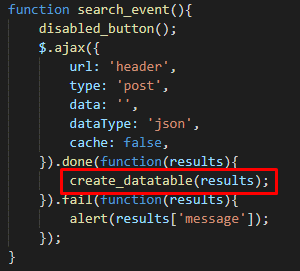 function search_event(){
disabled_button();
$.ajax({
url: 'header',
type: 'post',
data: '',
dataType: 'json',
cache: false,
}).done(function(results){
create_datatable(results);
}).fail(function(results){
alert(results['message']);
});
}